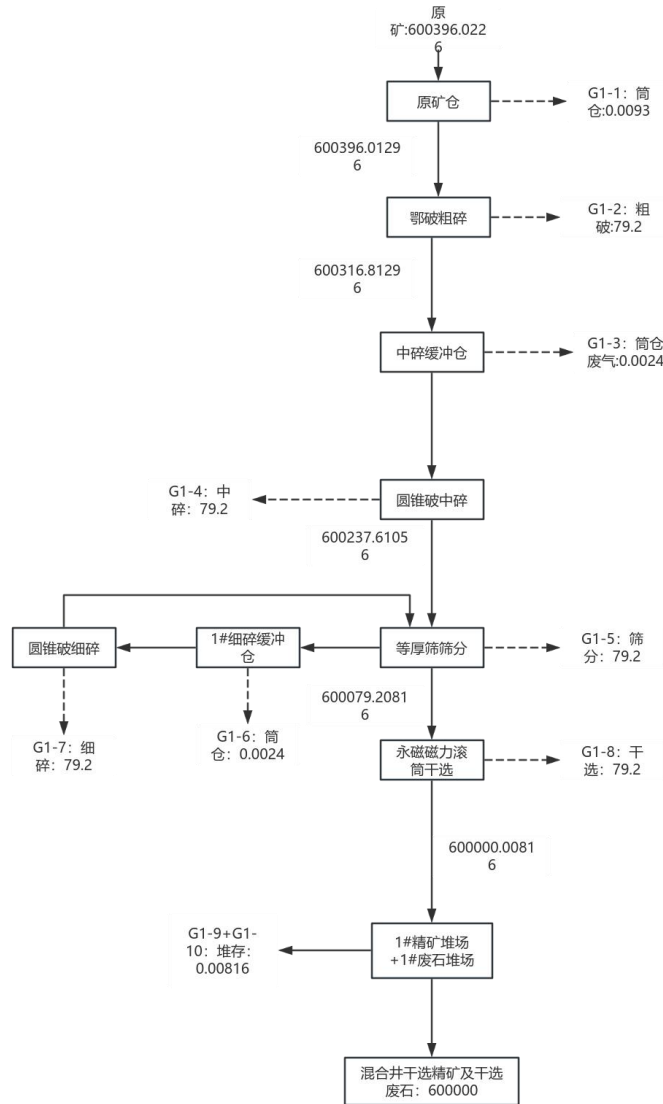 原
矿:600396.022
6
原矿仓
G1-1：筒
仓:0.0093
600396.0129
6
鄂破粗碎
G1-2：粗
破:79.2
600316.8129
6
中碎缓冲仓
G1-3：筒仓
废气:0.0024
G1-4：中
碎：79.2
圆锥破中碎
600237.6105
6
圆锥破细碎
1#细碎缓冲
仓
等厚筛筛分
G1-5：筛
分：79.2
600079.2081
6
G1-7：细
碎：79.2
G1-6：筒
仓：0.0024
永磁磁力滚
筒干选
G1-8：干
选：79.2
600000.0081
6
G1-9+G1-
10：堆存：
0.00816
1#精矿堆场
+1#废石堆场
混合井干选精矿及干选
废石：600000